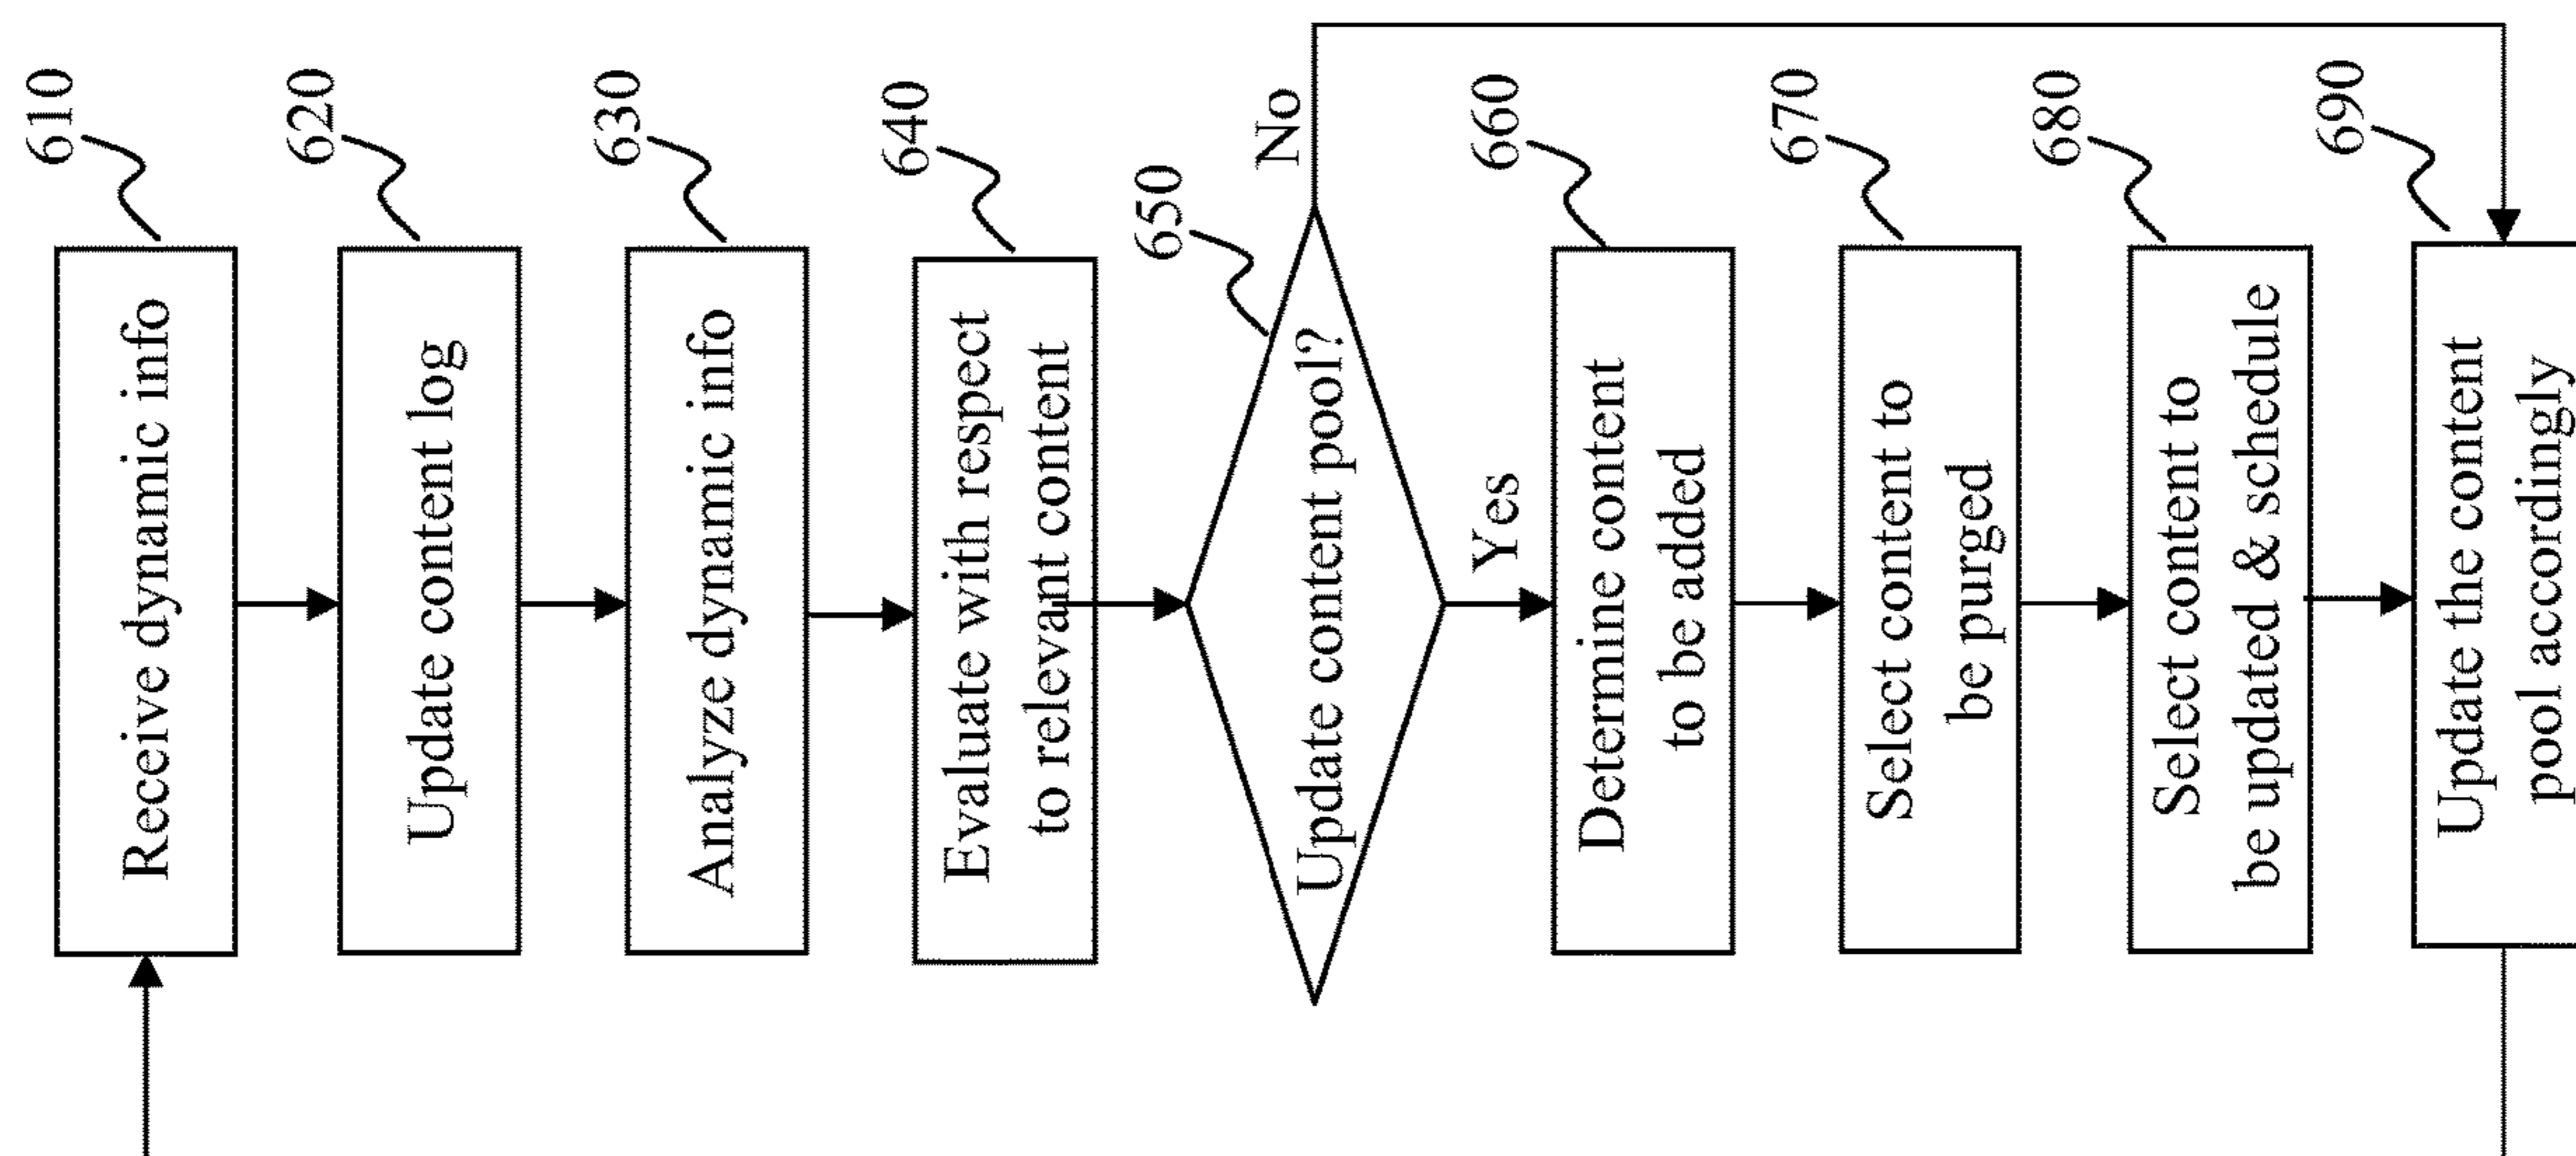 610
Receive dynamic info
620
Update content log
630
Analyze dynamic info
640
Evaluate with respect
to relevant content
650
Update content pool?
No
Yes
660
Determine content
to be added
670
Select content to
be purged
680
Select content to
be updated & schedule
690
Update the content
pool accordingly